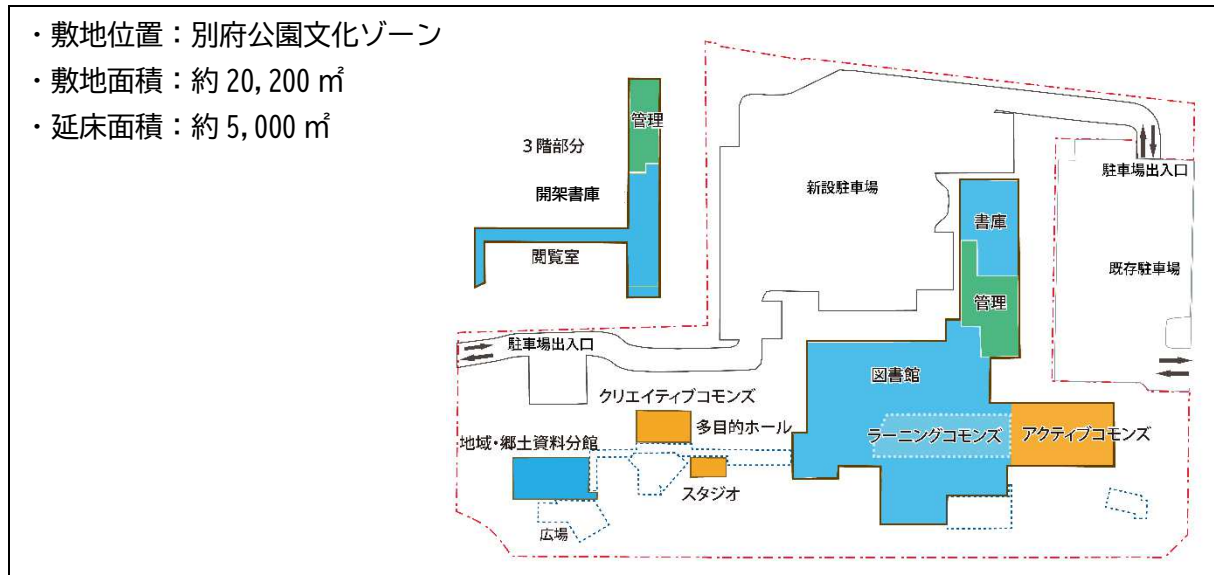 ・敷地位置：別府公園文化ゾーン
・敷地面積：約 20,200 ㎡
・延床面積：約 5,000 ㎡
管理
３階部分
開架書庫
閲覧室
新設駐車場
駐車場出入口
書庫
既存駐車場
管理
駐車場出入口
図書館
クリエイティブコモンズ
多目的ホール
ラーニングコモンズ
アクティブコモンズ
地域・郷土資料分館
スタジオ
広場